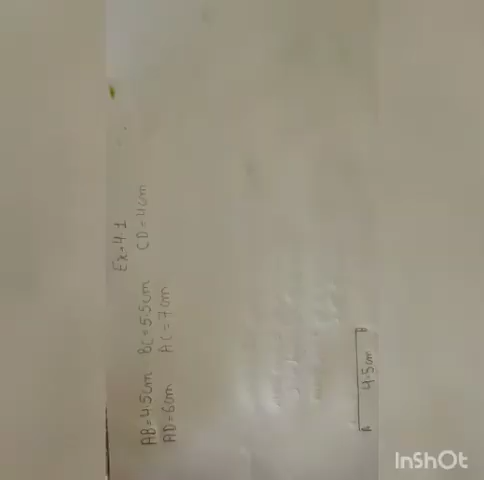 Ex-4.1
AB=4.5cm BC=5.5cm CD=4cm
AD=6cm AC=7cm
A 4.5cm B
InShOt